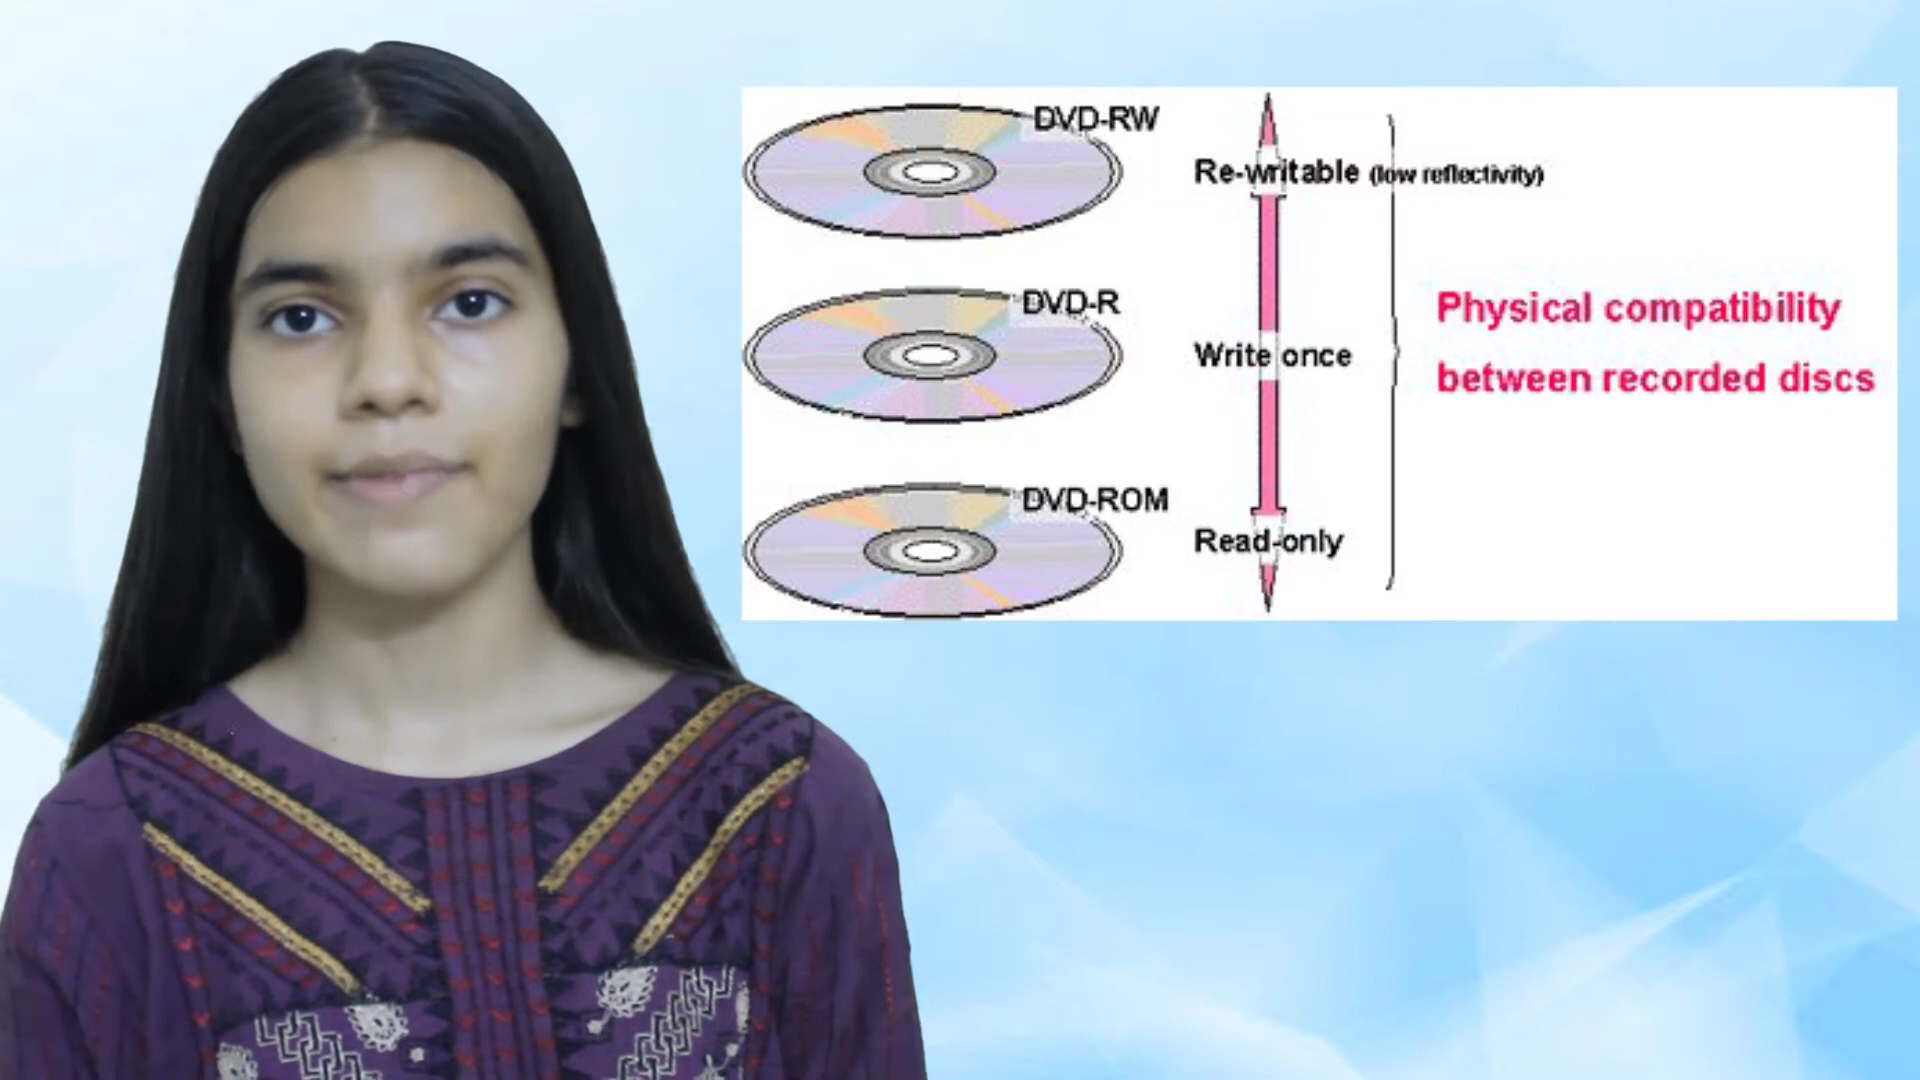 DVD-RW
Re-writable (low reflectivity)
DVD-R
Write once
DVD-ROM
Read-only
Physical compatibility
between recorded discs